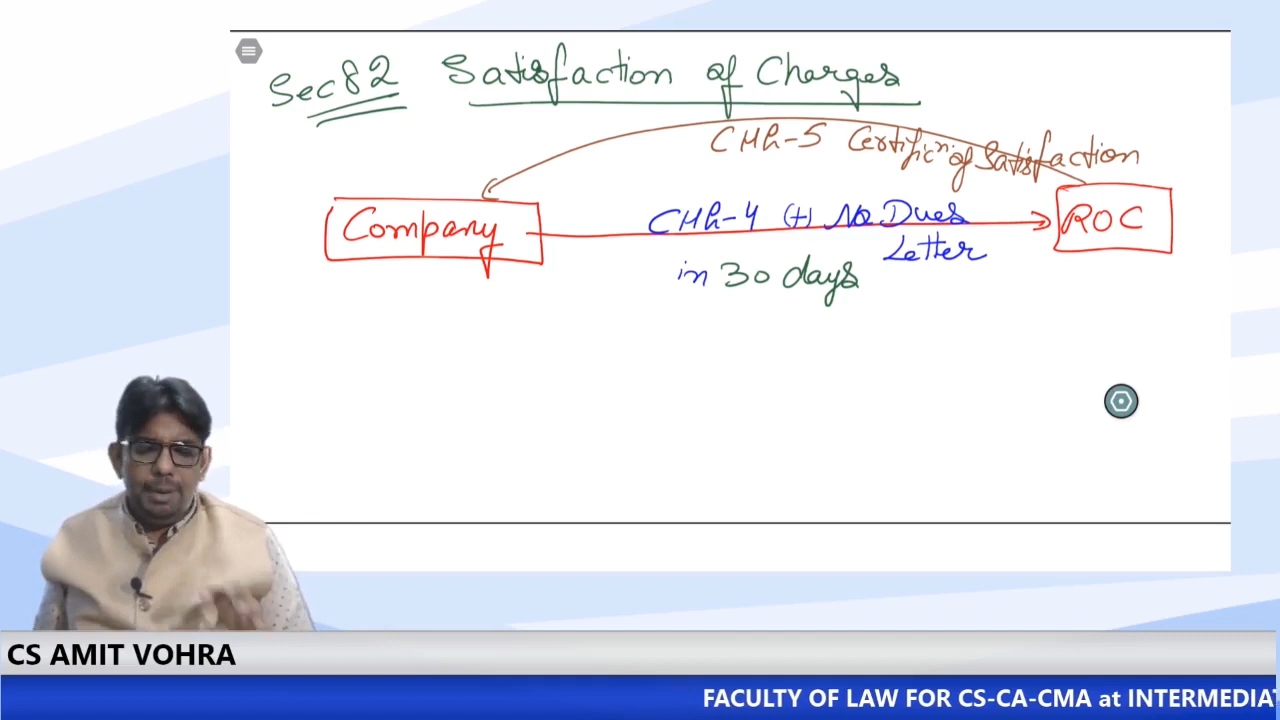 Sec 82 Satisfaction of Charges
CHG-5 Certificⁿ of Satisfaction
Company
CHG-4 (+) No Dues
Letter
ROC
in 30 days
CS AMIT VOHRA
FACULTY OF LAW FOR CS-CA-CMA at INTERMEDIAT